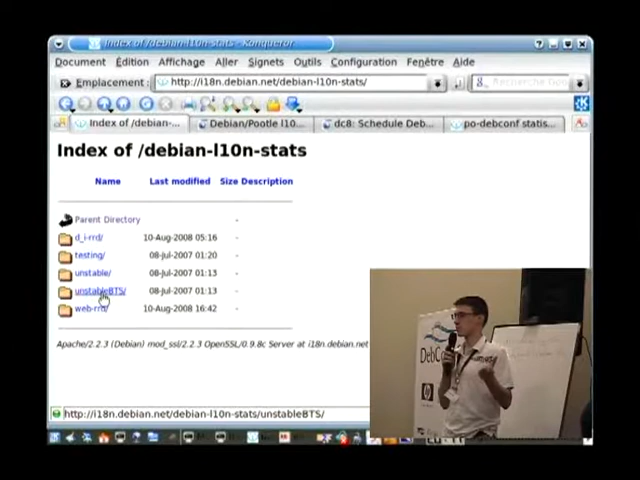 Index of /debian-l10n-stats - Konqueror
Document Édition Affichage Aller Signets Outils Configuration Fenêtre Aide
Emplacement: http://i18n.debian.net/debian-l10n-stats/
Index of /debian-... Debian/Pootle l10... dc8: Schedule Deb... po-debconf statis...
Index of /debian-l10n-stats
Name Last modified Size Description
Parent Directory -
d_i-rrd/ 10-Aug-2008 05:16 -
testing/ 08-Jul-2007 01:20 -
unstable/ 08-Jul-2007 01:13 -
unstableBTS/ 08-Jul-2007 01:13 -
web-rrd/ 10-Aug-2008 16:42 -
Apache/2.2.3 (Debian) mod_ssl/2.2.3 OpenSSL/0.9.8c Server at i18n.debian.net
DebCo
hp
http://i18n.debian.net/debian-l10n-stats/unstableBTS/